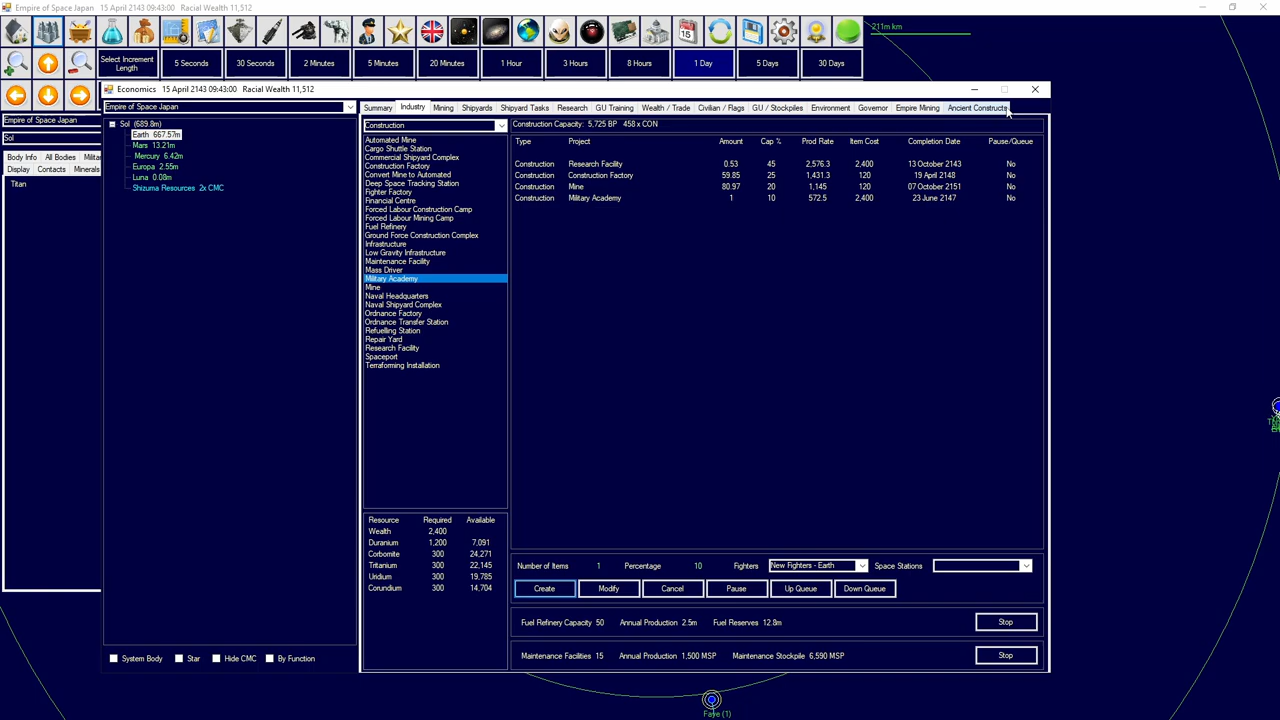 Empire of Space Japan   15 April 2143 09:43:00   Racial Wealth 11,512
211m km
Select Increment Length
5 Seconds
30 Seconds
2 Minutes
5 Minutes
20 Minutes
1 Hour
3 Hours
8 Hours
1 Day
5 Days
30 Days
Economics   15 April 2143 09:43:00   Racial Wealth 11,512
Empire of Space Japan
Sol
Body Info   All Bodies   Militar
Display   Contacts   Minerals
Titan
Empire of Space Japan
Sol (689.8m)
Earth 667.57m
Mars 13.21m
Mercury 6.42m
Europa 2.55m
Luna 0.08m
Shizuma Resources 2x CMC
System Body   Star   Hide CMC   By Function
Summary   Industry   Mining   Shipyards   Shipyard Tasks   Research   GU Training   Wealth / Trade   Civilian / Flags   GU / Stockpiles   Environment   Governor   Empire Mining   Ancient Constructs
Construction
Automated Mine
Cargo Shuttle Station
Commercial Shipyard Complex
Construction Factory
Convert Mine to Automated
Deep Space Tracking Station
Fighter Factory
Financial Centre
Forced Labour Construction Camp
Forced Labour Mining Camp
Fuel Refinery
Ground Force Construction Complex
Infrastructure
Low Gravity Infrastructure
Maintenance Facility
Mass Driver
Military Academy
Mine
Naval Headquarters
Naval Shipyard Complex
Ordnance Factory
Ordnance Transfer Station
Refuelling Station
Repair Yard
Research Facility
Spaceport
Terraforming Installation
Resource   Required   Available
Wealth   2,400
Duranium   1,200   7,091
Corbomite   300   24,271
Tritanium   300   22,145
Uridium   300   19,785
Corundium   300   14,704
Construction Capacity: 5,725 BP   458 x CON
Type   Project   Amount   Cap %   Prod Rate   Item Cost   Completion Date   Pause/Queue
Construction   Research Facility   0.53   45   2,576.3   2,400   13 October 2143   No
Construction   Construction Factory   59.85   25   1,431.3   120   19 April 2148   No
Construction   Mine   80.97   20   1,145   120   07 October 2151   No
Construction   Military Academy   1   10   572.5   2,400   23 June 2147   No
Number of Items   1   Percentage   10   Fighters   New Fighters - Earth   Space Stations
Create   Modify   Cancel   Pause   Up Queue   Down Queue
Fuel Refinery Capacity 50   Annual Production 2.5m   Fuel Reserves 12.8m   Stop
Maintenance Facilities 15   Annual Production 1,500 MSP   Maintenance Stockpile 6,590 MSP   Stop
Faye (1)